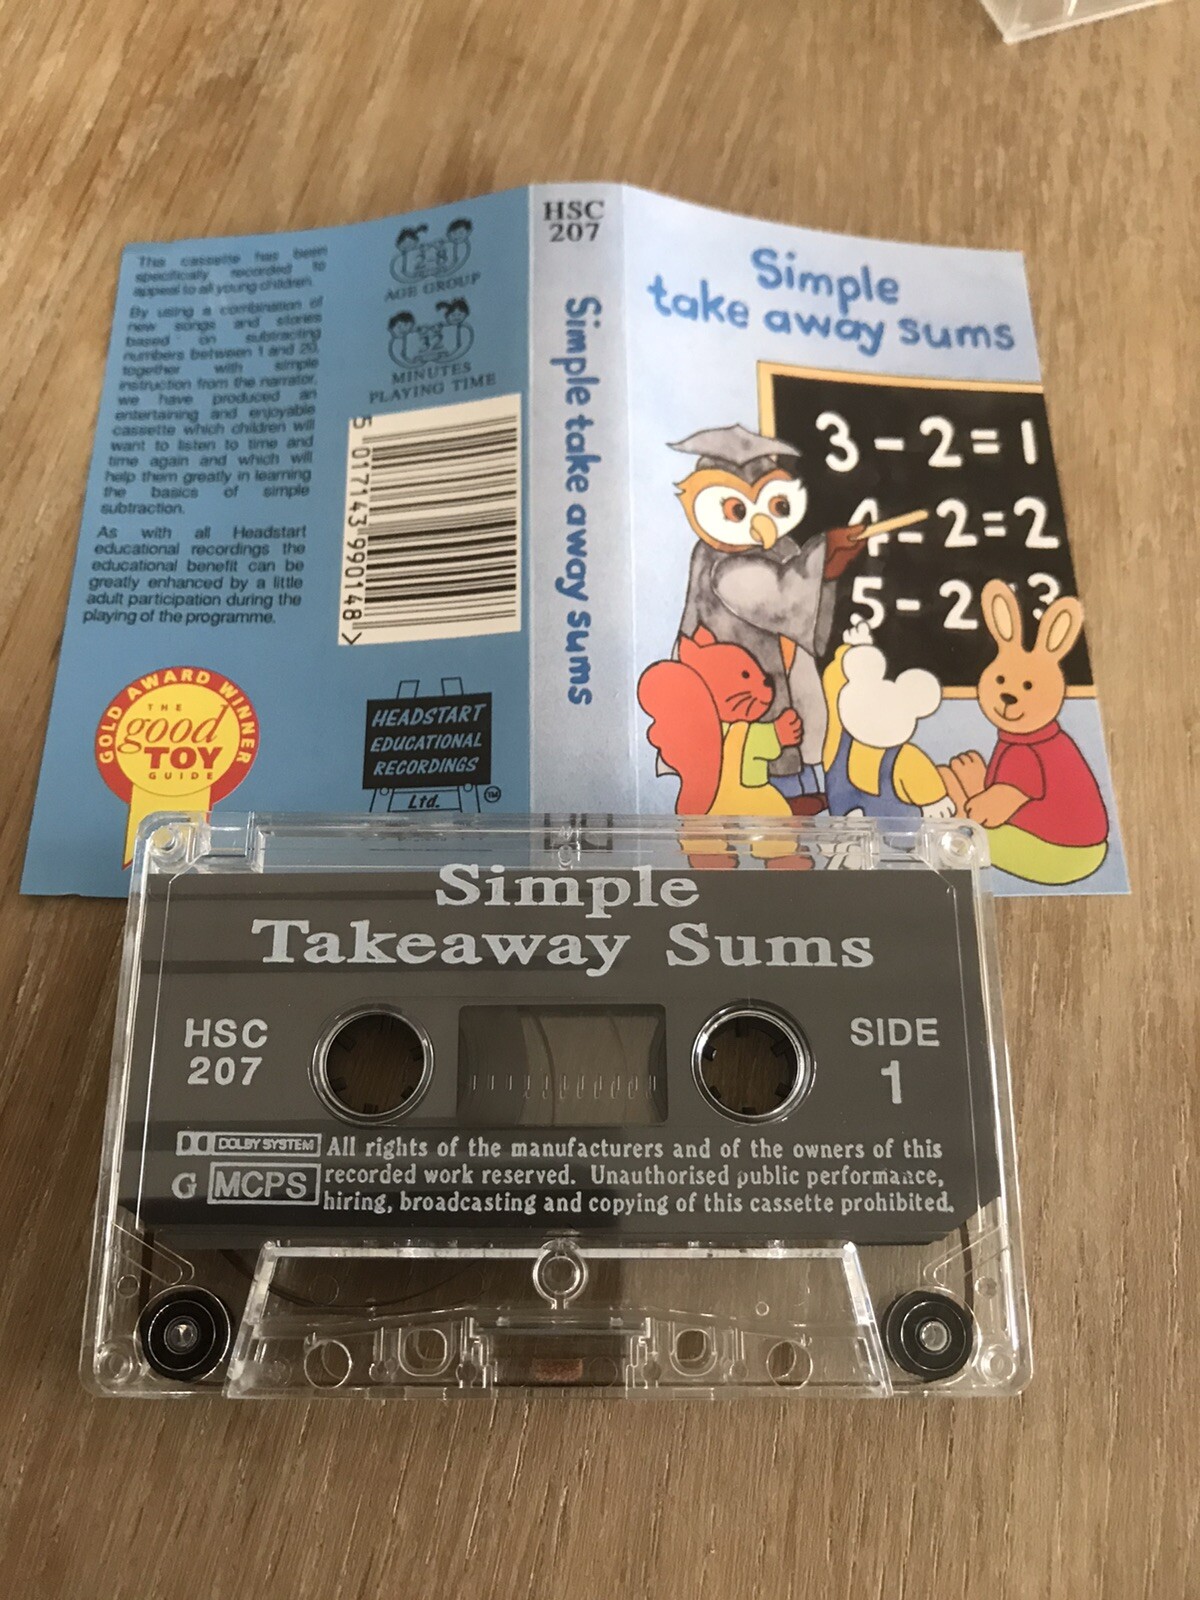 This cassette has been
specifically recorded to
appeal to all young children.
By using a combination of
new songs and stories
based on subtracting
numbers between 1 and 20,
together with simple
instruction from the narrator,
we have produced an
entertaining and enjoyable
cassette which children will
want to listen to time and
time again and which will
help them greatly in learning
the basics of simple
subtraction.
As with all Headstart
educational recordings the
educational benefit can be
greatly enhanced by a little
adult participation during the
playing of the programme.
GOLD AWARD WINNER
THE
good
TOY
GUIDE
2-8
AGE GROUP
32
MINUTES
PLAYING TIME
5 017143 990148 >
HEADSTART
EDUCATIONAL
RECORDINGS
Ltd.
TM
HSC
207
Simple take away sums
Simple
take away sums
3 - 2 = 1
4 - 2 = 2
5 - 2 = 3
Simple
Takeaway Sums
HSC
207
SIDE
1
DOLBY SYSTEM
G MCPS
All rights of the manufacturers and of the owners of this
recorded work reserved. Unauthorised public performance,
hiring, broadcasting and copying of this cassette prohibited.